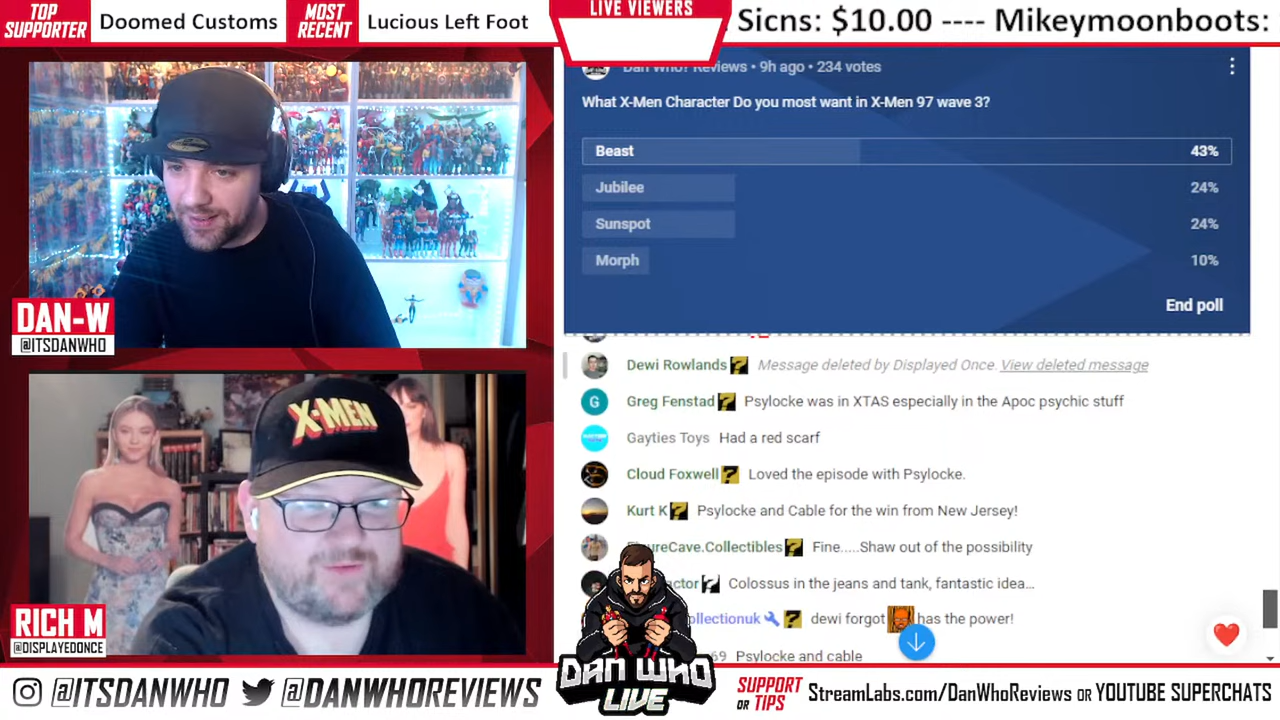 TOP SUPPORTER
Doomed Customs
MOST RECENT
Lucious Left Foot
LIVE VIEWERS
Sicns: $10.00 ---- Mikeymoonboots:
Dan Who? Reviews • 9h ago • 234 votes
What X-Men Character Do you most want in X-Men 97 wave 3?
Beast 43%
Jubilee 24%
Sunspot 24%
Morph 10%
End poll
DAN-W
@ITSDANWHO
X-MEN
RICH M
@DISPLAYEDONCE
Dewi Rowlands Message deleted by Displayed Once. View deleted message
G Greg Fenstad Psylocke was in XTAS especially in the Apoc psychic stuff
Gayties Toys Had a red scarf
Cloud Foxwell Loved the episode with Psylocke.
Kurt K Psylocke and Cable for the win from New Jersey!
ureCave.Collectibles Fine.....Shaw out of the possibility
ctor Colossus in the jeans and tank, fantastic idea...
ollectionuk dewi forgot has the power!
69 Psylocke and cable
DAN WHO
LIVE
@ITSDANWHO @DANWHOREVIEWS
SUPPORT OR TIPS
StreamLabs.com/DanWhoReviews OR YOUTUBE SUPERCHATS